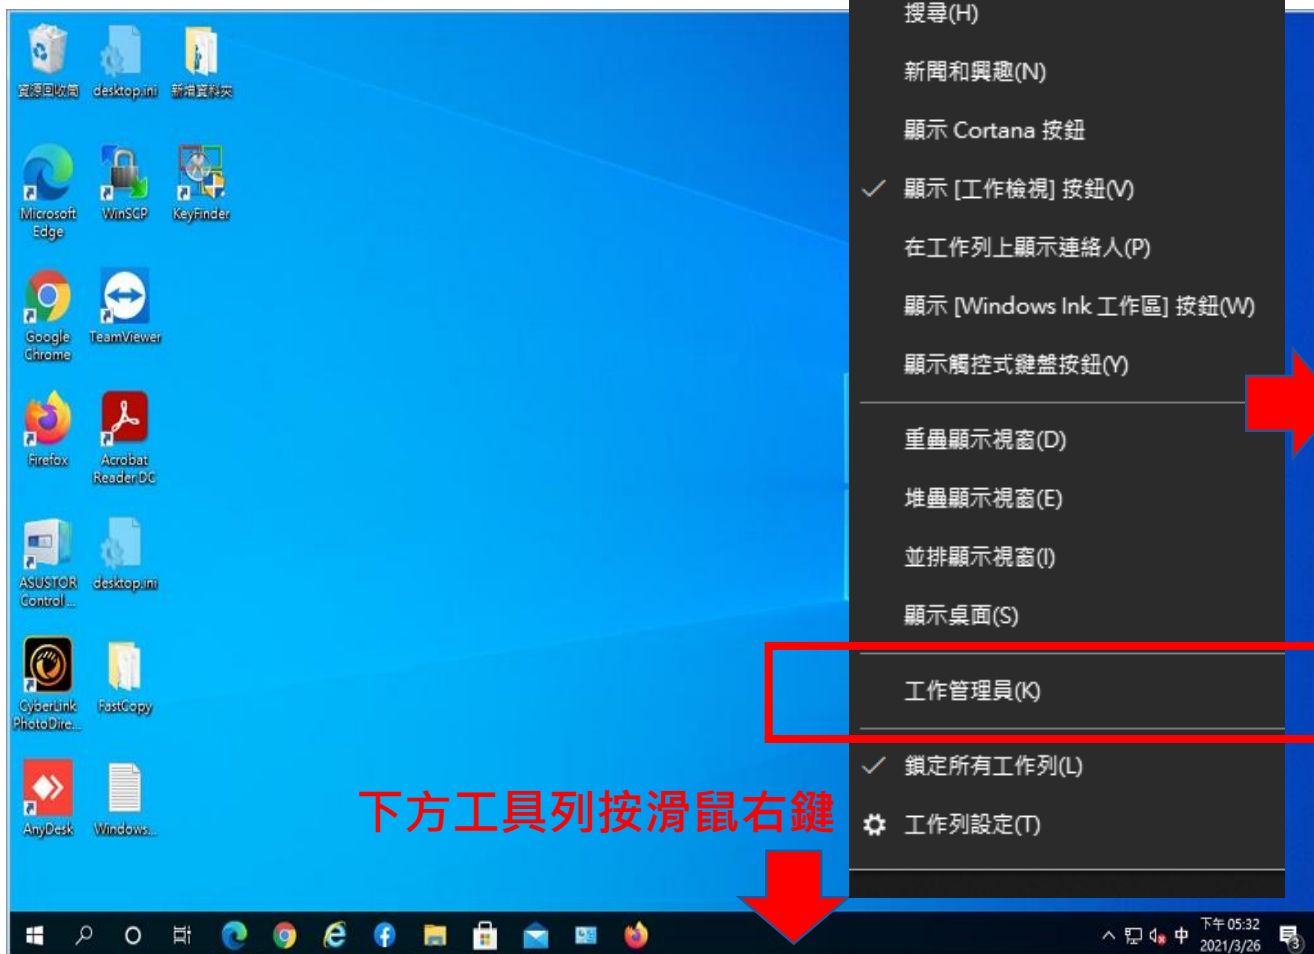 資源回收筒
desktop.ini
新增資料夾
Microsoft
Edge
WinSCP
KeyFinder
Google
Chrome
TeamViewer
Firefox
Acrobat
Reader DC
ASUSTOR
Control ...
desktop.ini
CyberLink
PhotoDire...
FastCopy
AnyDesk
Windows...
搜尋(H)
新聞和興趣(N)
顯示 Cortana 按鈕
顯示 [工作檢視] 按鈕(V)
在工作列上顯示連絡人(P)
顯示 [Windows Ink 工作區] 按鈕(W)
顯示觸控式鍵盤按鈕(Y)
重疊顯示視窗(D)
堆疊顯示視窗(E)
並排顯示視窗(I)
顯示桌面(S)
工作管理員(K)
鎖定所有工作列(L)
工作列設定(T)
下方工具列按滑鼠右鍵
中
下午 05:32
2021/3/26
3